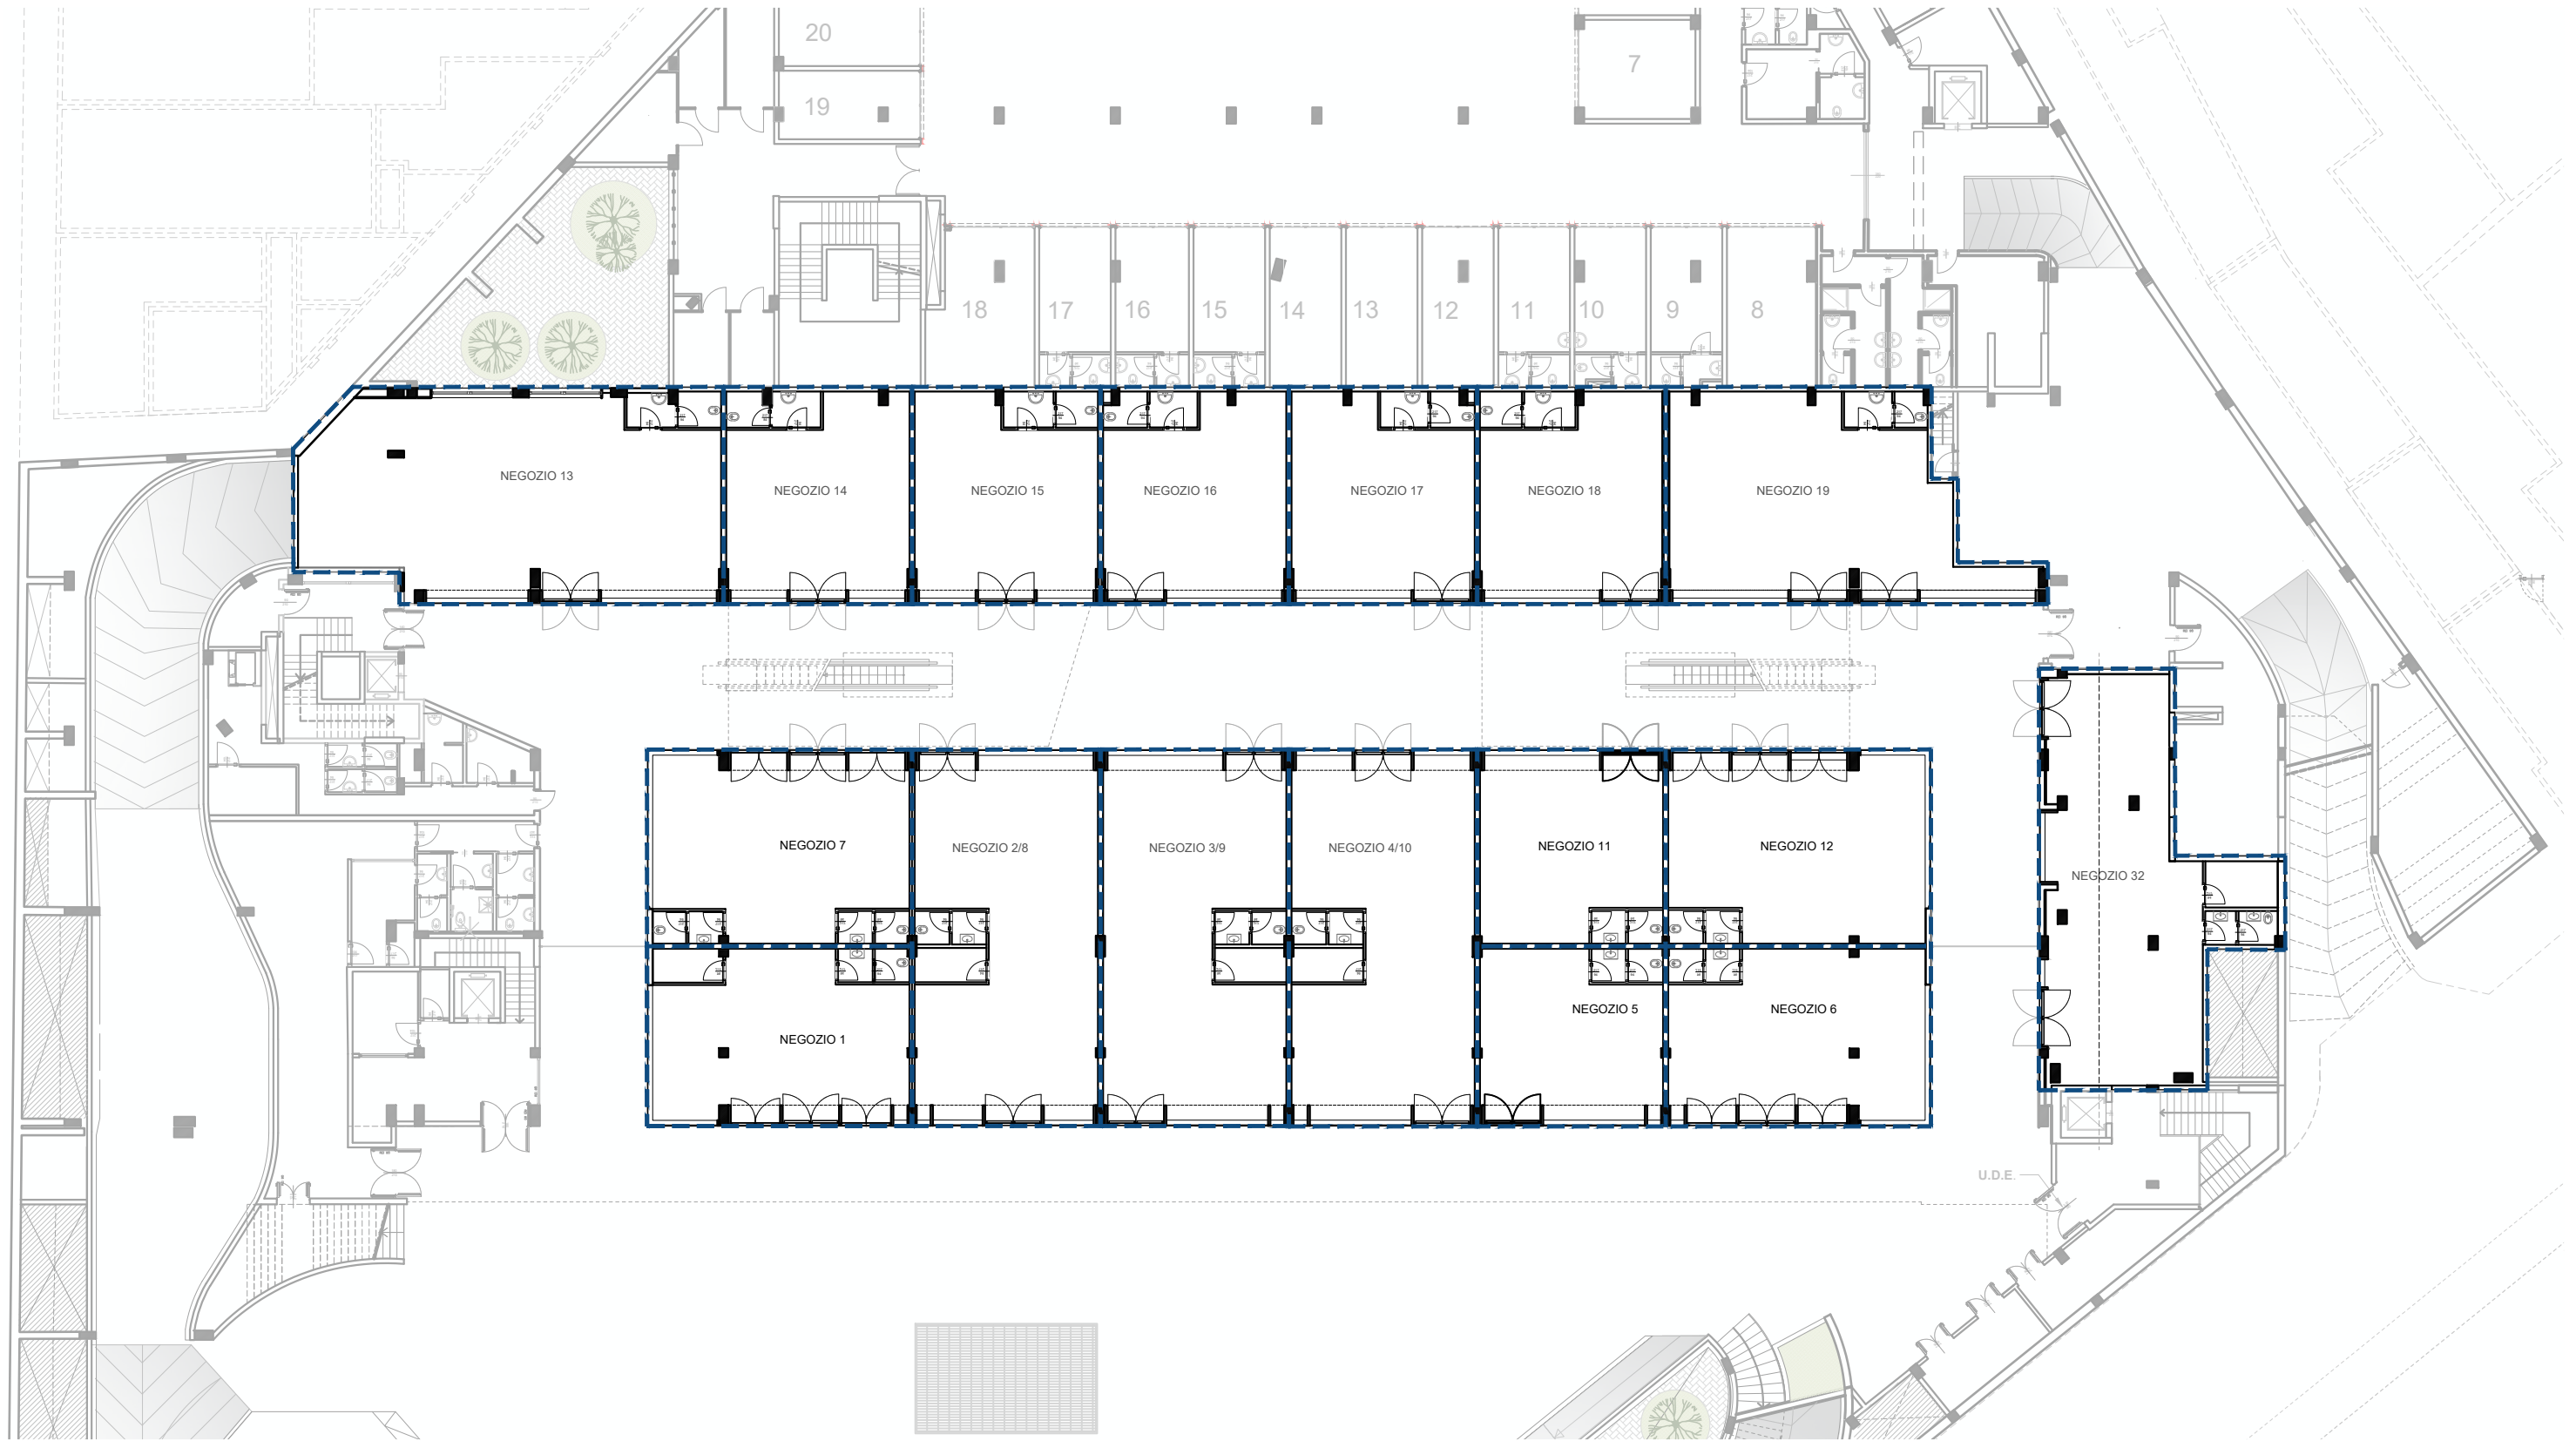 20
7
19
18
17
16
15
14
13
12
11
10
9
8
NEGOZIO 13
NEGOZIO 14
NEGOZIO 15
NEGOZIO 16
NEGOZIO 17
NEGOZIO 18
NEGOZIO 19
NEGOZIO 7
NEGOZIO 2/8
NEGOZIO 3/9
NEGOZIO 4/10
NEGOZIO 11
NEGOZIO 12
NEGOZIO 32
NEGOZIO 1
NEGOZIO 5
NEGOZIO 6
U.D.E.